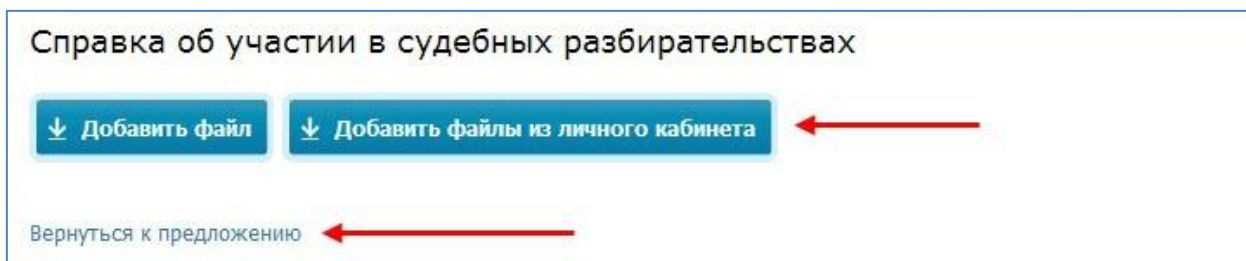 Справка об участии в судебных разбирательствах
Добавить файл Добавить файлы из личного кабинета
Вернуться к предложению